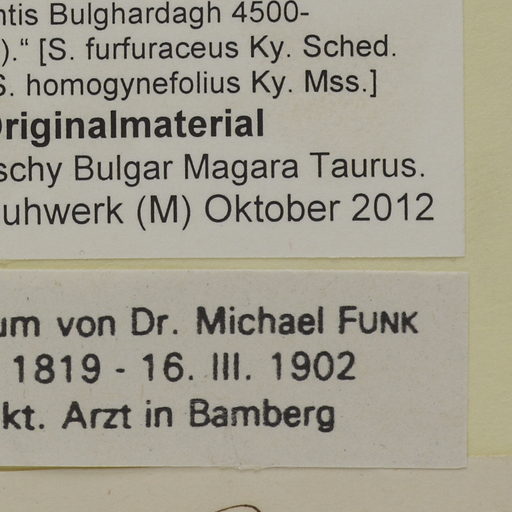 ntis Bulghardagh 4500-
)." [S. furfuraceus Ky. Sched.
S. homogynefolius Ky. Mss.]
Originalmaterial
schy Bulgar Magara Taurus.
uhwerk (M) Oktober 2012
um von Dr. Michael FUNK
1819 - 16. III. 1902
kt. Arzt in Bamberg